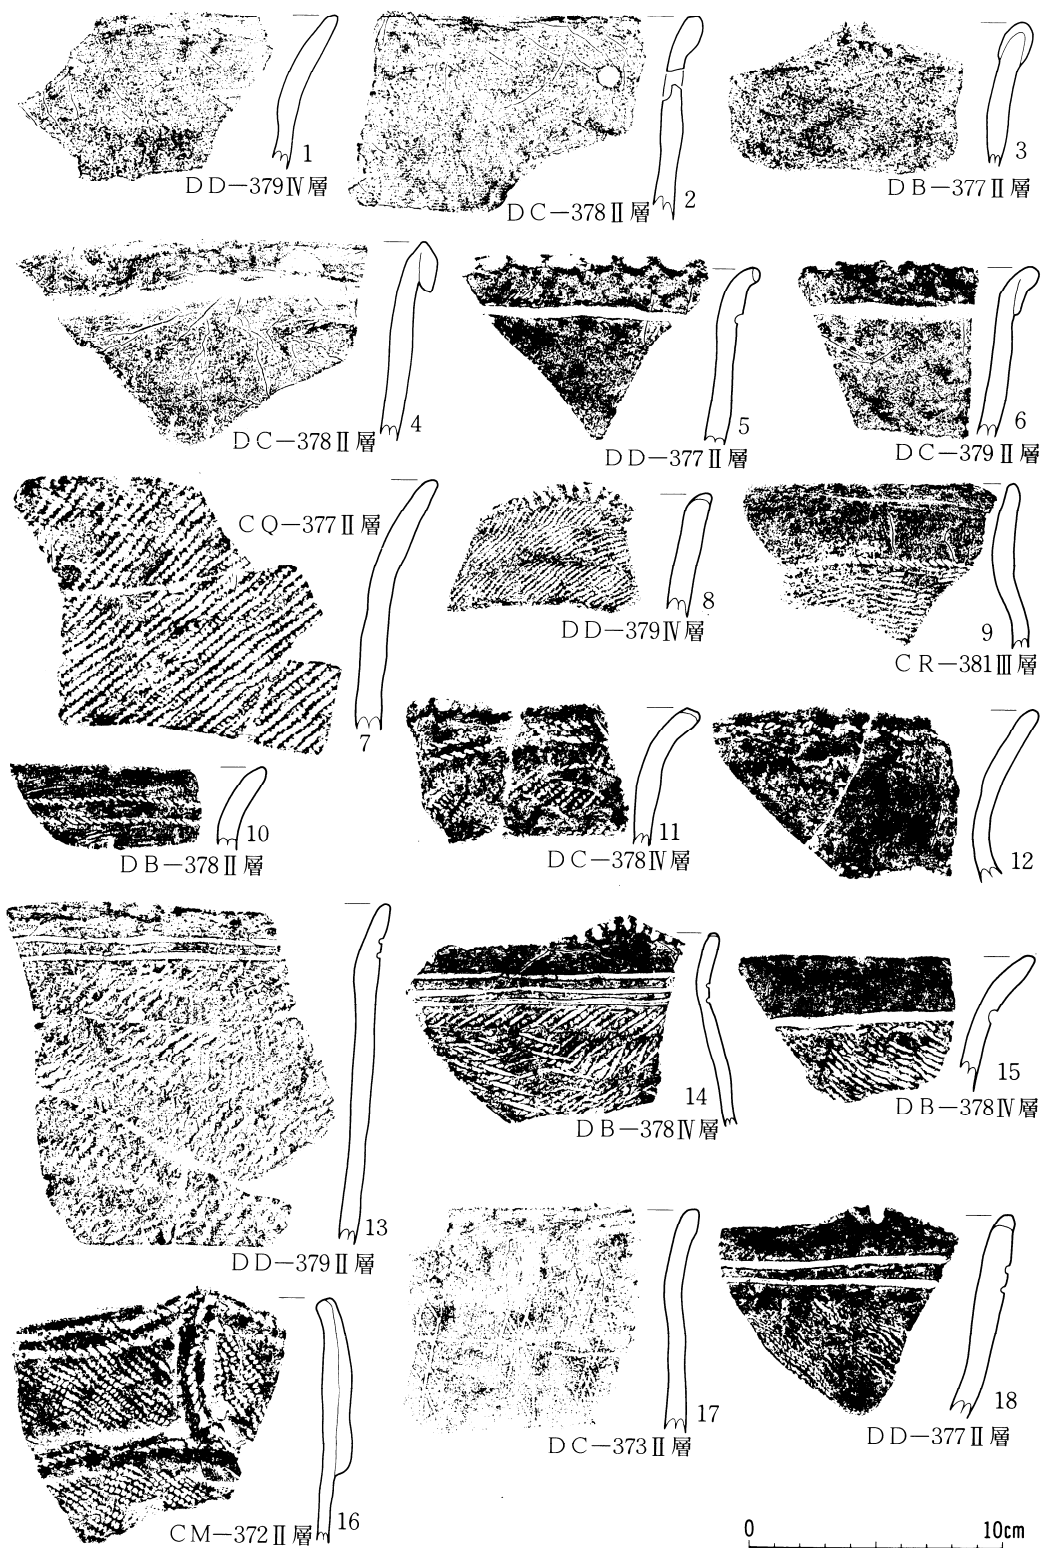 1
DD—379Ⅳ層
2
DC—378Ⅱ層
3
DB—377Ⅱ層
4
DC—378Ⅱ層
5
DD—377Ⅱ層
6
DC—379Ⅱ層
CQ—377Ⅱ層
7
8
DD—379Ⅳ層
9
CR—381Ⅲ層
10
DB—378Ⅱ層
11
DC—378Ⅳ層
12
13
DD—379Ⅱ層
14
DB—378Ⅳ層
15
DB—378Ⅳ層
16
CM—372Ⅱ層
17
DC—373Ⅱ層
18
DD—377Ⅱ層
0 10cm